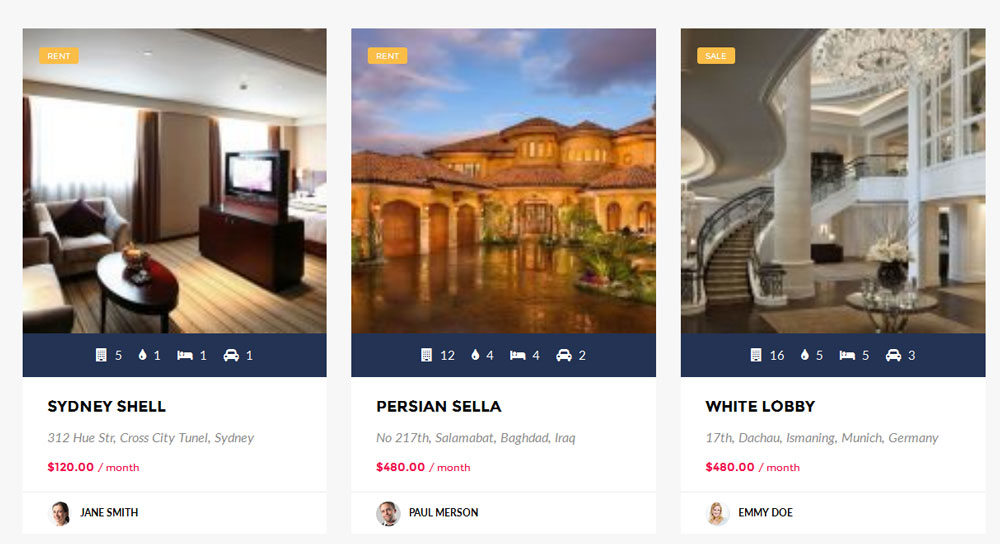 RENT
5 1 1 1
SYDNEY SHELL
312 Hue Str, Cross City Tunel, Sydney
$120.00 / month
JANE SMITH
RENT
12 4 4 2
PERSIAN SELLA
No 217th, Salamabat, Baghdad, Iraq
$480.00 / month
PAUL MERSON
SALE
16 5 5 3
WHITE LOBBY
17th, Dachau, Ismaning, Munich, Germany
$480.00 / month
EMMY DOE